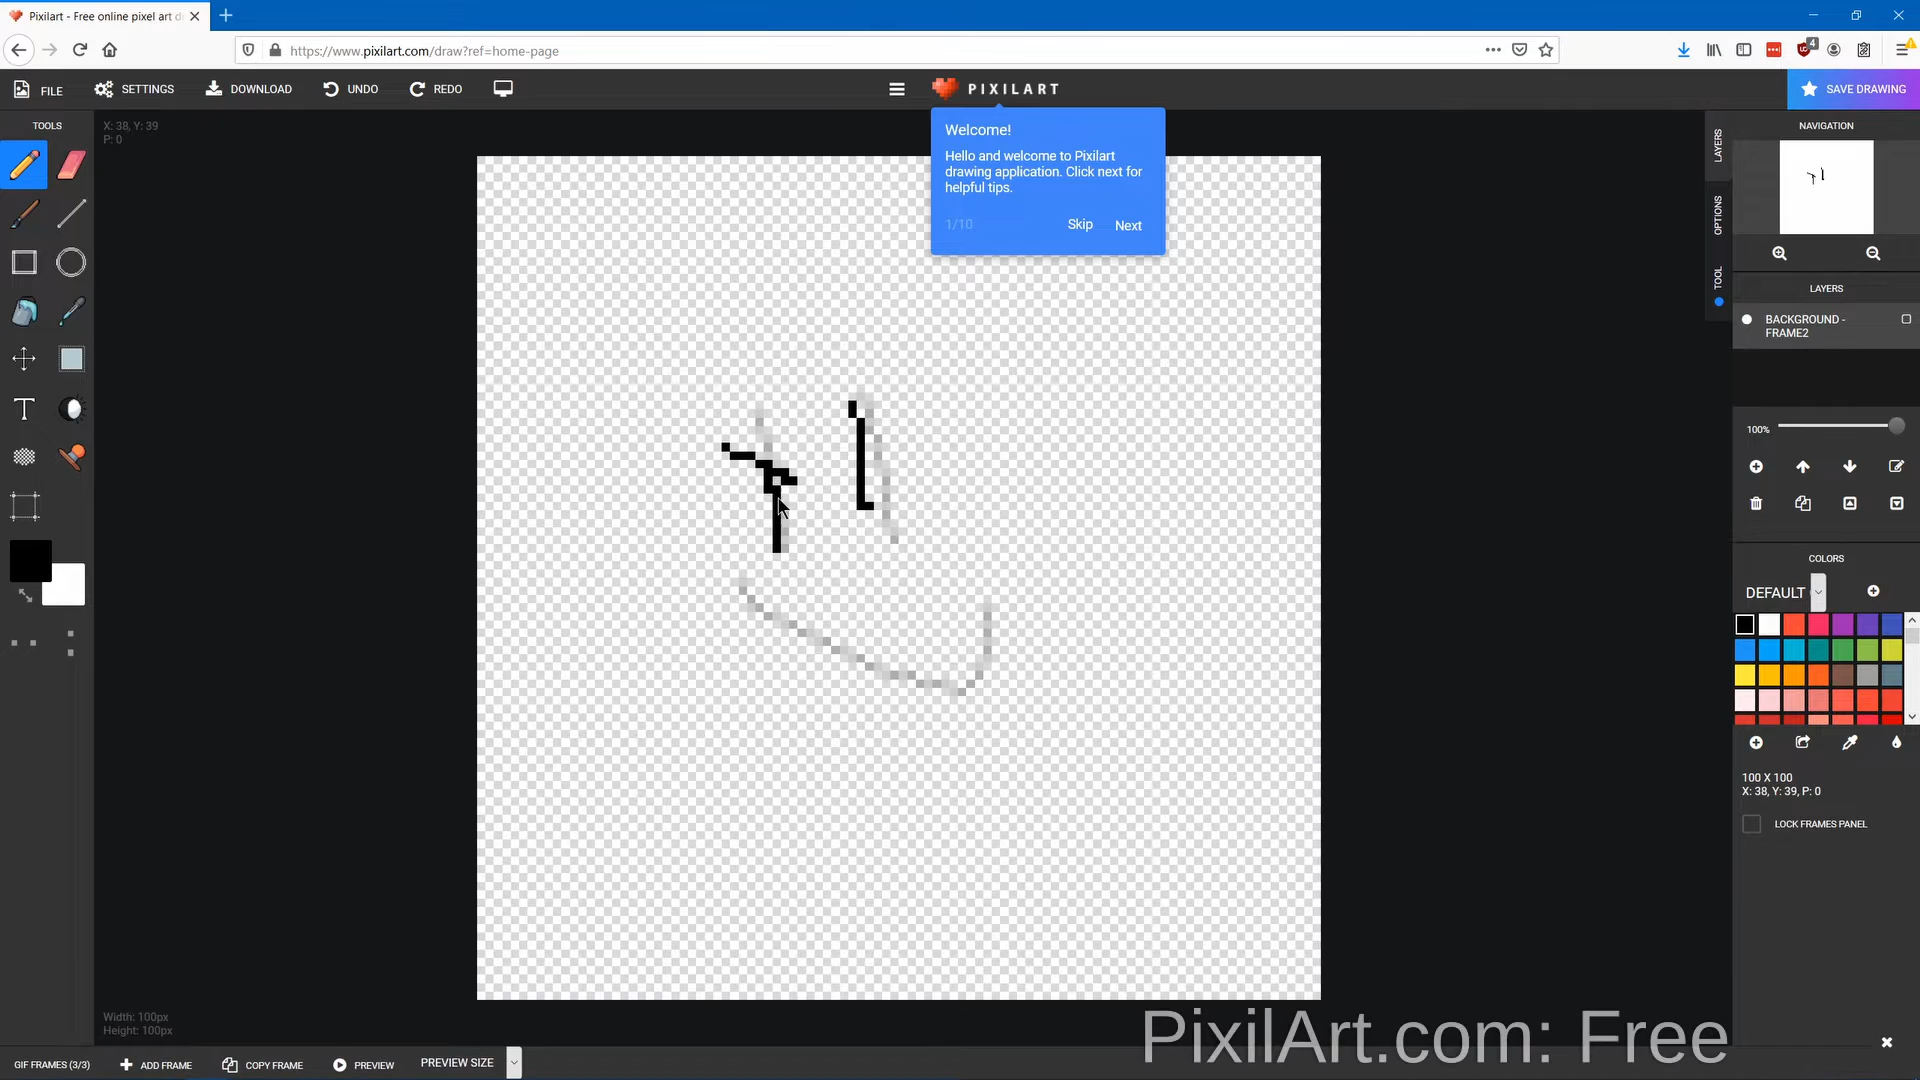 Pixilart - Free online pixel art d
https://www.pixilart.com/draw?ref=home-page
4
FILE
SETTINGS
DOWNLOAD
UNDO
REDO
PIXILART
SAVE DRAWING
TOOLS
X: 38, Y: 39
P: 0
Welcome!
Hello and welcome to Pixilart
drawing application. Click next for
helpful tips.
1/10
Skip
Next
LAYERS
OPTIONS
TOOL
NAVIGATION
LAYERS
BACKGROUND -
FRAME2
100%
COLORS
DEFAULT
100 X 100
X: 38, Y: 39, P: 0
LOCK FRAMES PANEL
Width: 100px
Height: 100px
PixilArt.com: Free
GIF FRAMES (3/3)
ADD FRAME
COPY FRAME
PREVIEW
PREVIEW SIZE